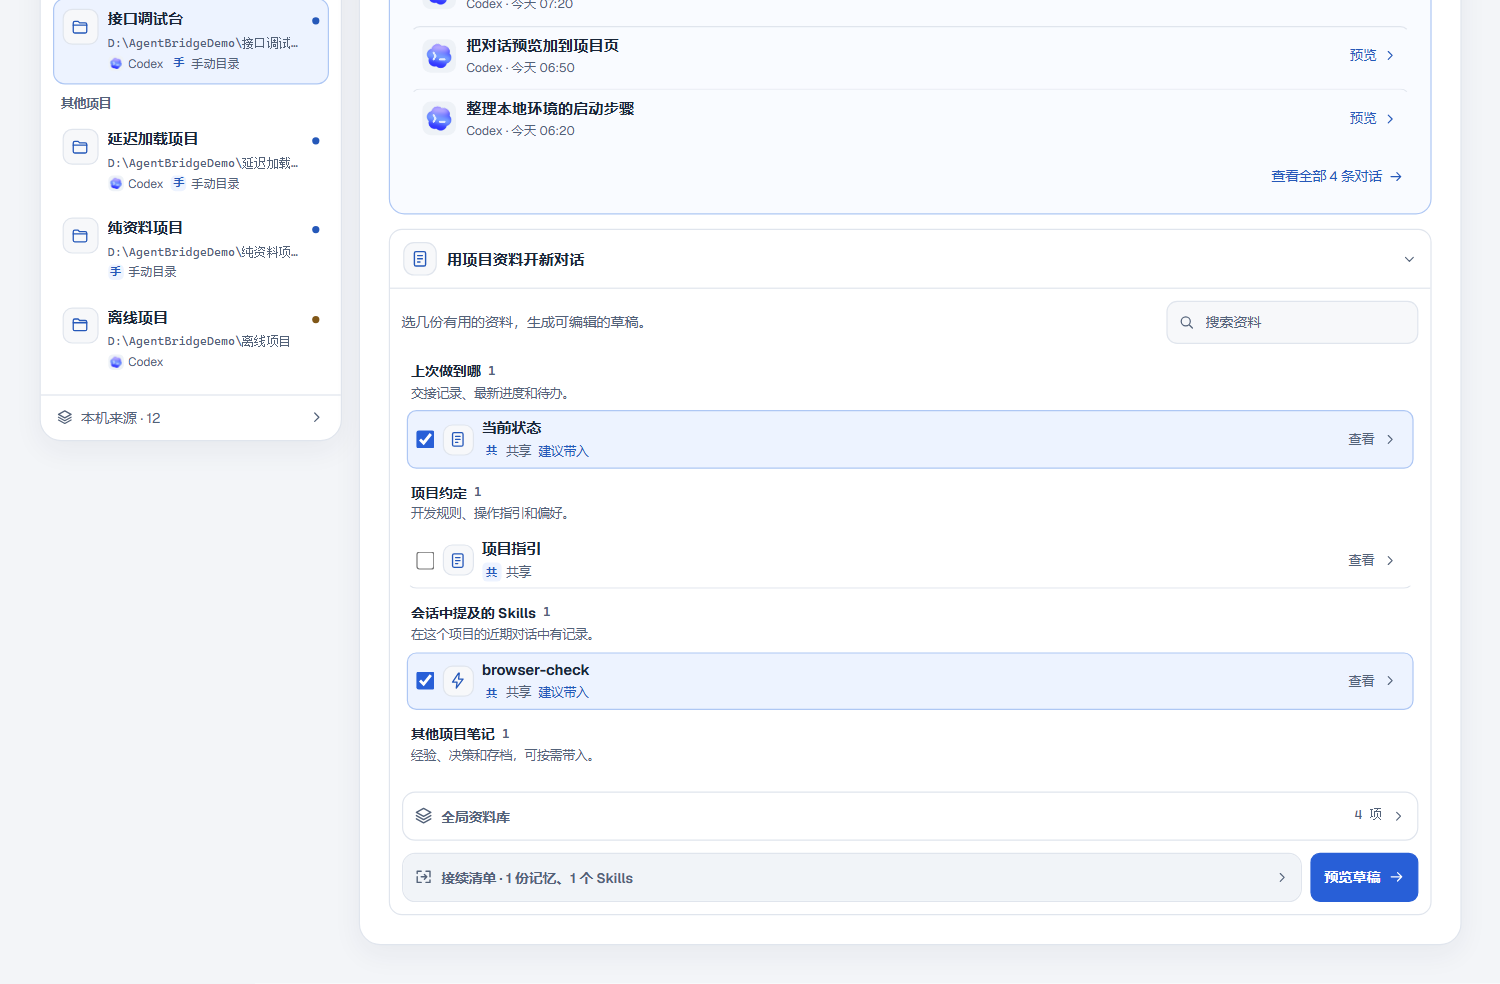 接口调试台
D:\AgentBridgeDemo\接口调试…
Codex 手 手动目录
其他项目
延迟加载项目
D:\AgentBridgeDemo\延迟加载…
Codex 手 手动目录
纯资料项目
D:\AgentBridgeDemo\纯资料项…
手 手动目录
离线项目
D:\AgentBridgeDemo\离线项目
Codex
本机来源 · 12
Codex · 今天 07:20
把对话预览加到项目页
Codex · 今天 06:50
预览
整理本地环境的启动步骤
Codex · 今天 06:20
预览
查看全部 4 条对话
用项目资料开新对话
选几份有用的资料，生成可编辑的草稿。
搜索资料
上次做到哪 1
交接记录、最新进度和待办。
当前状态
共 共享 建议带入
查看
项目约定 1
开发规则、操作指引和偏好。
项目指引
共 共享
查看
会话中提及的 Skills 1
在这个项目的近期对话中有记录。
browser-check
共 共享 建议带入
查看
其他项目笔记 1
经验、决策和存档，可按需带入。
全局资料库
4 项
接续清单 · 1 份记忆、1 个 Skills
预览草稿